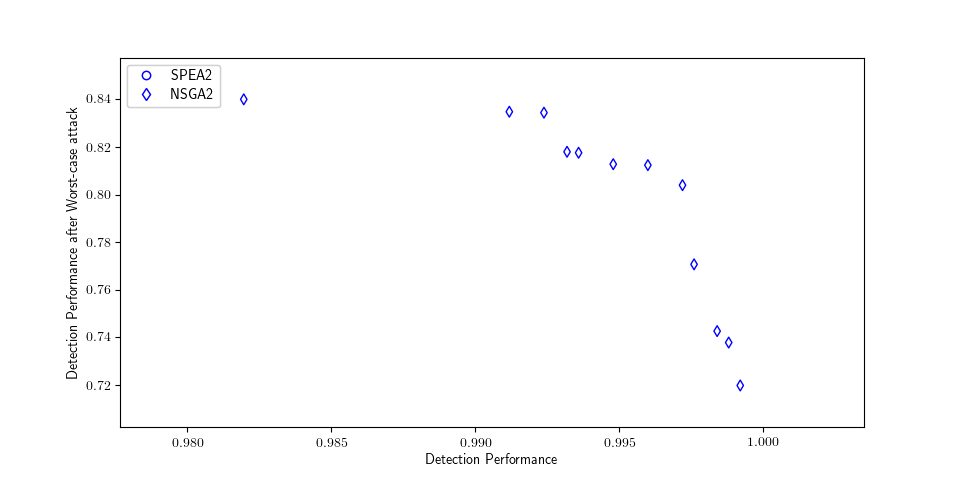 SPEA2
NSGA2
0.84
0.82
0.80
0.78
0.76
0.74
0.72
Detection Performance after Worst-case attack
0.980 0.985 0.990 0.995 1.000
Detection Performance